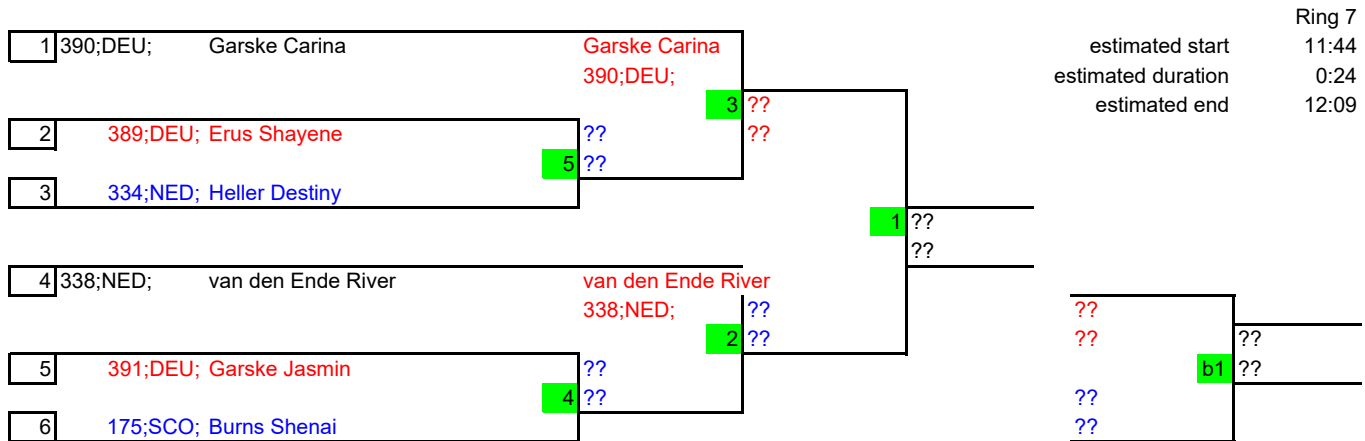 Ring 7
1 390;DEU; Garske Carina Garske Carina estimated start 11:44
390;DEU; estimated duration 0:24
3 ?? estimated end 12:09
2 389;DEU; Erus Shayene ?? ??
5 ??
3 334;NED; Heller Destiny
1 ??
??
4 338;NED; van den Ende River van den Ende River
338;NED; ?? ??
2 ?? ?? ??
5 391;DEU; Garske Jasmin ?? b1 ??
4 ?? ??
6 175;SCO; Burns Shenai ??